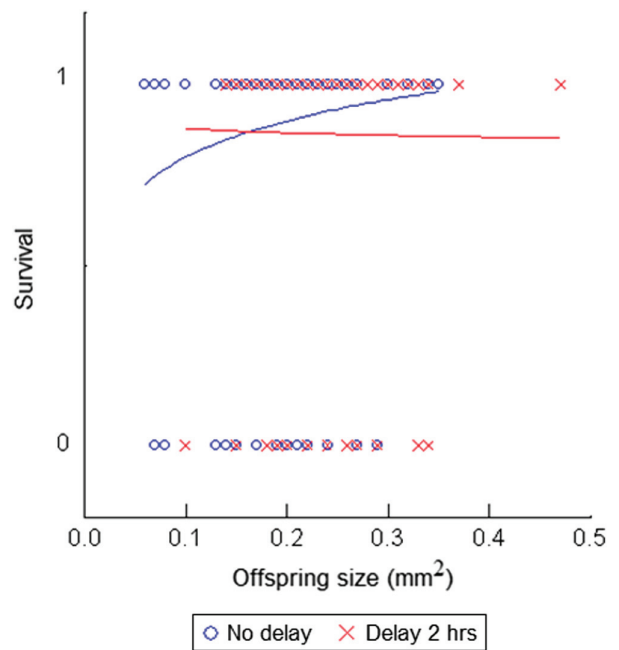 1
Survival
0
0.0 0.1 0.2 0.3 0.4 0.5
Offspring size (mm²)
No delay Delay 2 hrs